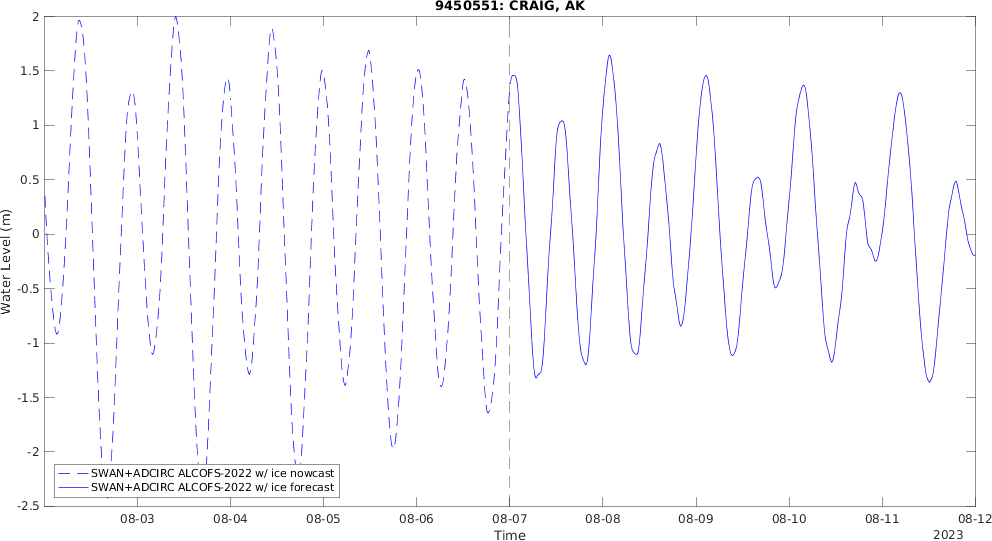 9450551: CRAIG, AK
Water Level (m)
2
1.5
1
0.5
0
-0.5
-1
-1.5
-2
-2.5
SWAN+ADCIRC ALCOFS-2022 w/ ice nowcast
SWAN+ADCIRC ALCOFS-2022 w/ ice forecast
08-03 08-04 08-05 08-06 08-07 08-08 08-09 08-10 08-11 08-12
Time
2023